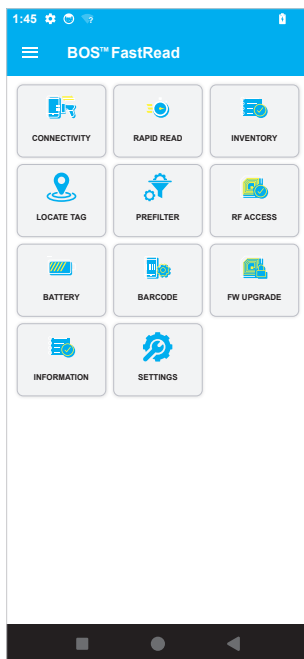 1:45
BOS™ FastRead
CONNECTIVITY
RAPID READ
INVENTORY
LOCATE TAG
PREFILTER
RF ACCESS
BATTERY
BARCODE
FW UPGRADE
INFORMATION
SETTINGS